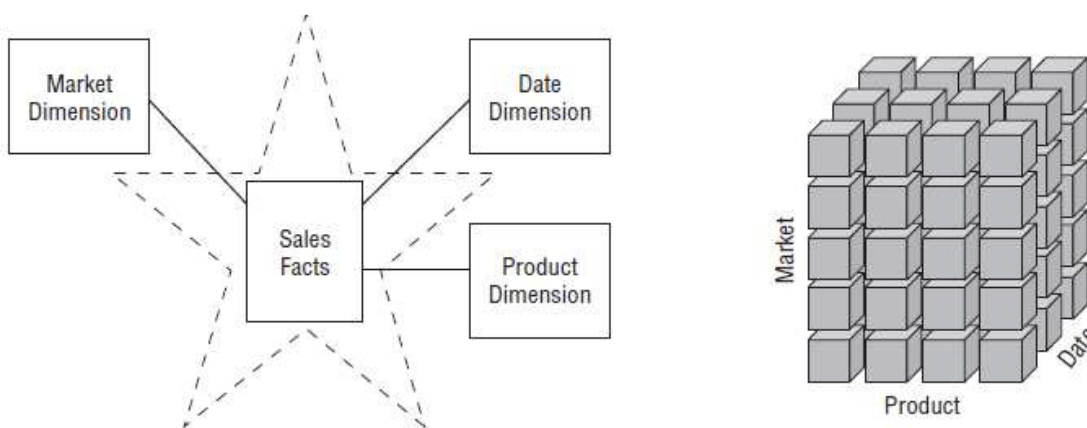 Market
Dimension
Date
Dimension
Sales
Facts
Product
Dimension
Market
Product
Date